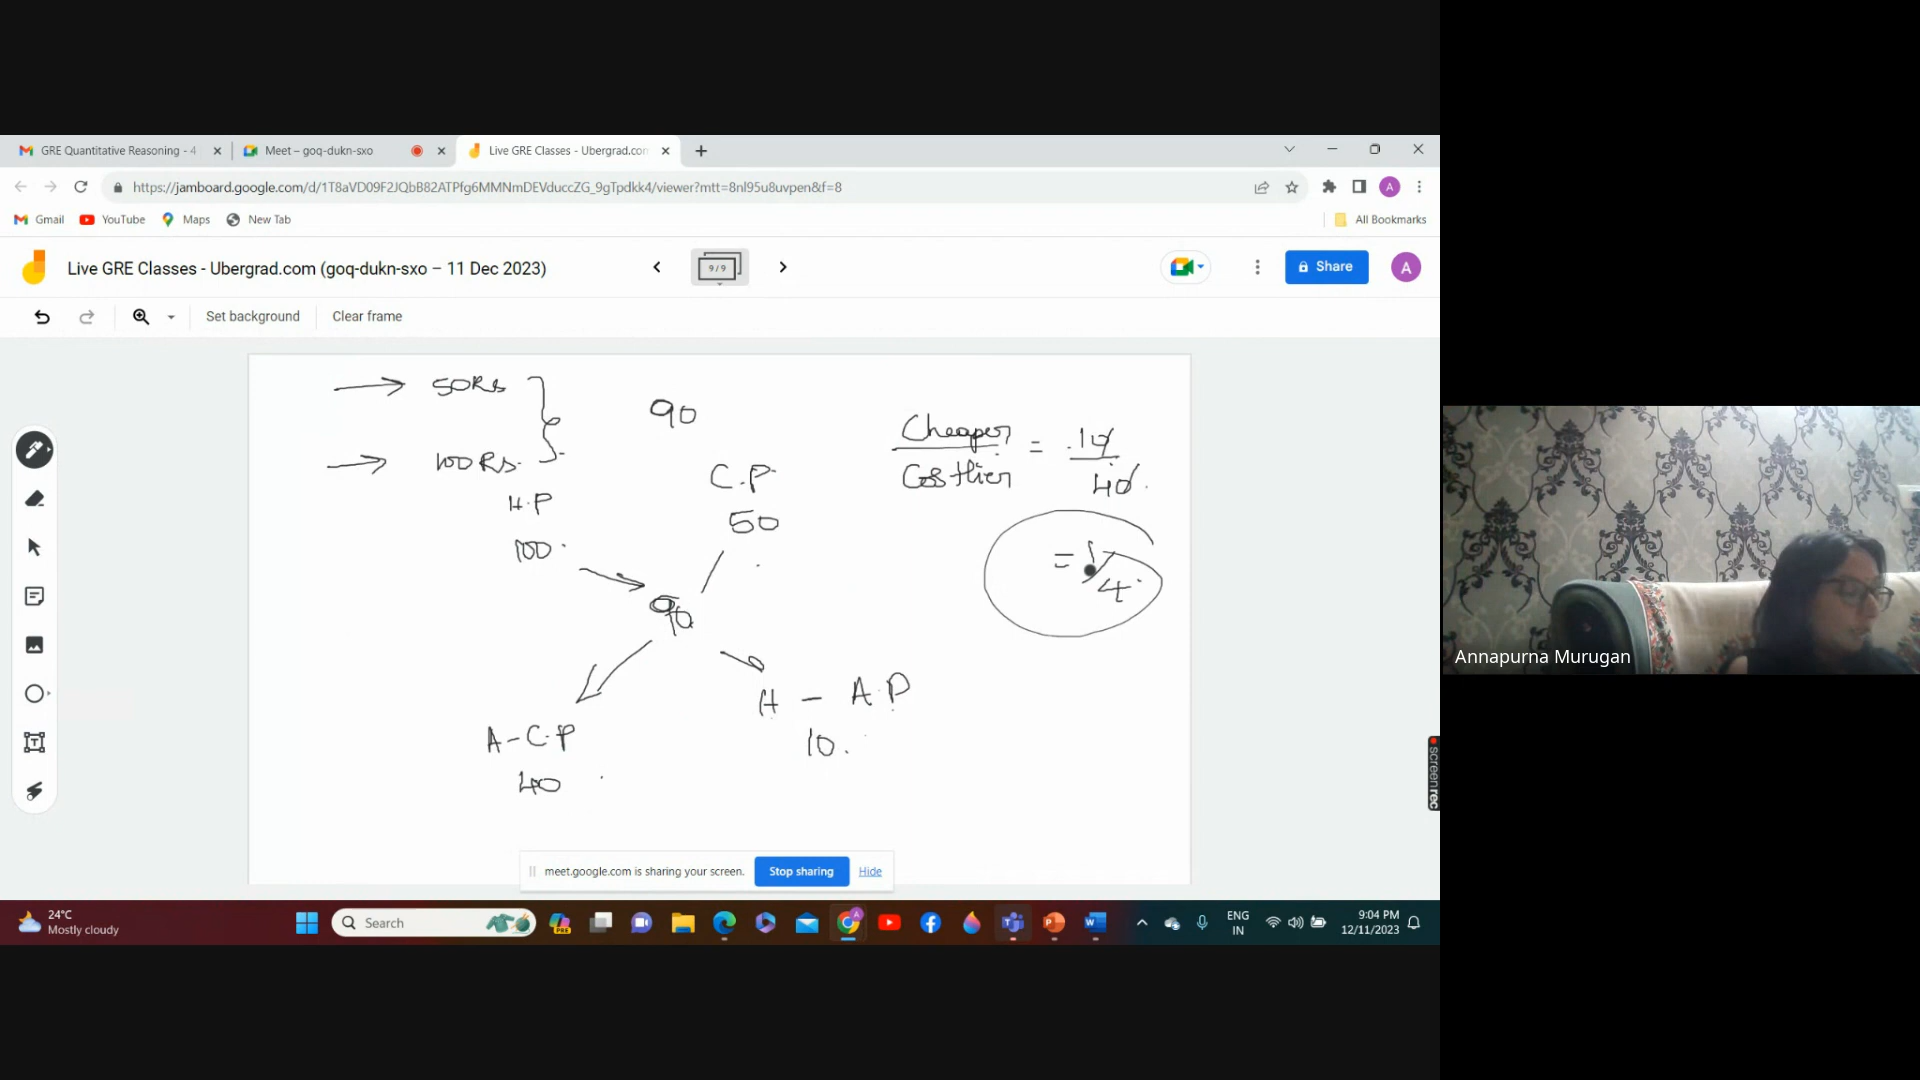 GRE Quantitative Reasoning - 4
Meet – goq-dukn-sxo
Live GRE Classes - Ubergrad.com
https://jamboard.google.com/d/1T8aVD09F2JQbB82ATPfg6MMNmDEVduccZG_9gTpdkk4/viewer?mtt=8nl95u8uvpen&f=8
A
Gmail YouTube Maps New Tab All Bookmarks
Live GRE Classes - Ubergrad.com (goq-dukn-sxo – 11 Dec 2023)
9/9
Share
A
Set background Clear frame
50Rs
90
Cheaper / Costlier = 10/40
100Rs.
C.P
H.P
50
100
= 1/4
90
H - A.P
A-C.P
10.
40
Annapurna Murugan
screenrec
meet.google.com is sharing your screen. Stop sharing Hide
24°C
Mostly cloudy
Search
PRE
A
ENG
IN
9:04 PM
12/11/2023